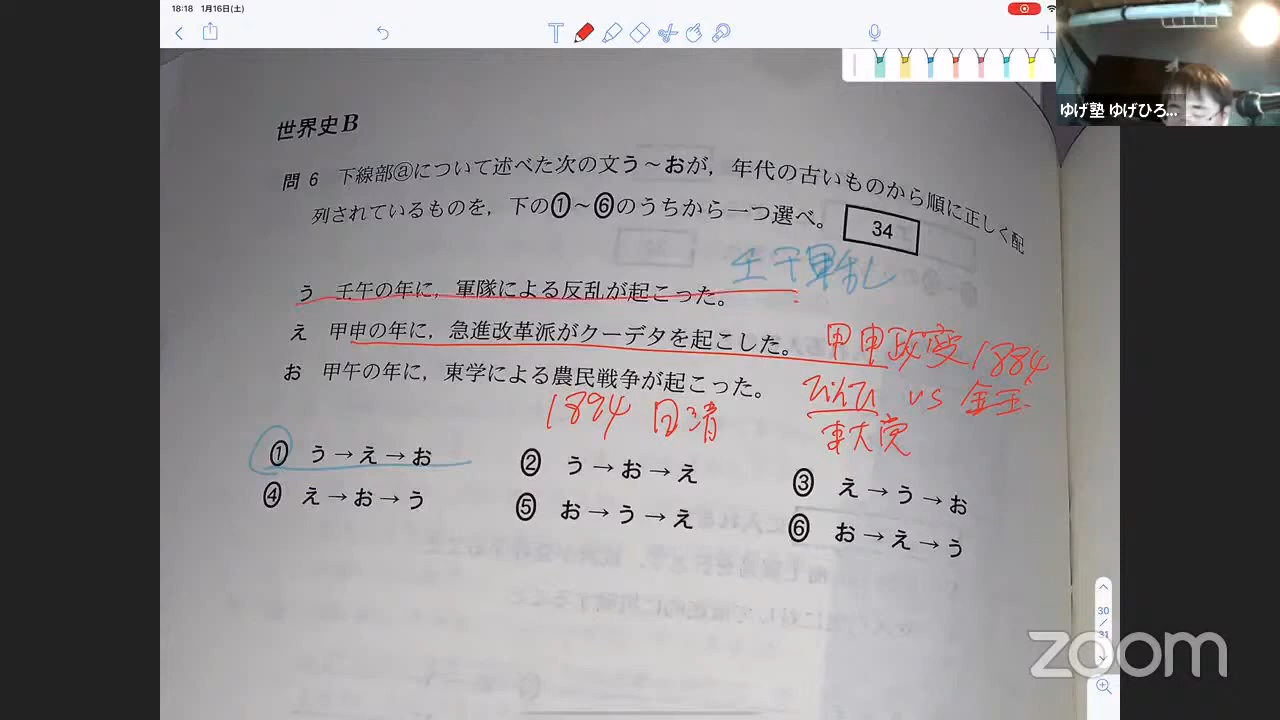 18:18 1月16日(土)
ゆげ塾 ゆげひろ...
世界史B
問 6 下線部ⓐについて述べた次の文う～おが，年代の古いものから順に正しく配
列されているものを，下の①～⑥のうちから一つ選べ。 34
壬午軍乱
う 壬午の年に，軍隊による反乱が起こった。
え 甲申の年に，急進改革派がクーデタを起こした。
甲申政変 1884
お 甲午の年に，東学による農民戦争が起こった。
vs 金玉
1894 日清
事大党
① う→え→お ② う→お→え ③ え→う→お
④ え→お→う ⑤ お→う→え ⑥ お→え→う
30
/
31
zoom